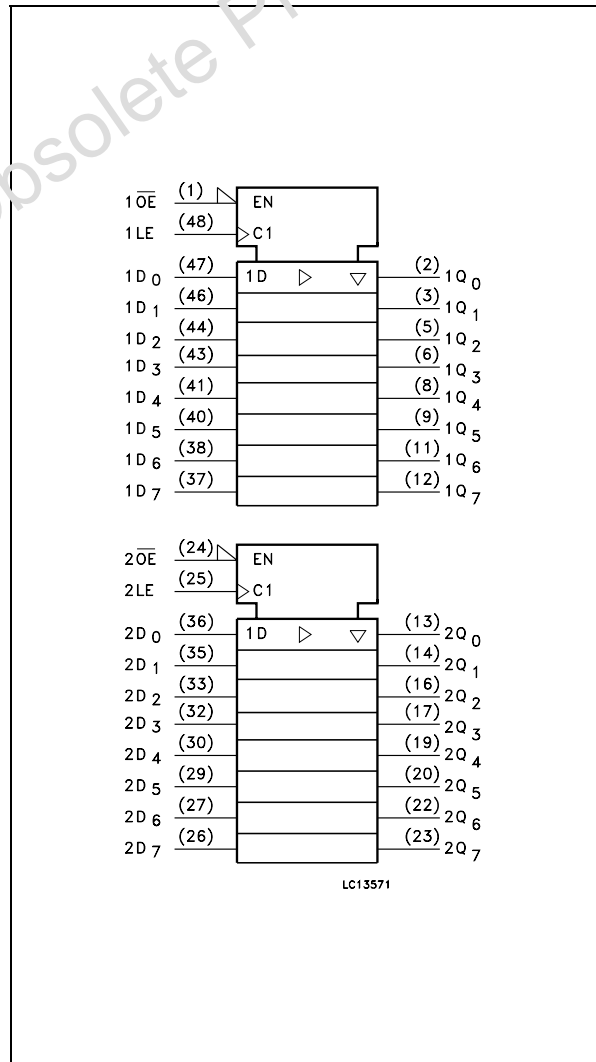 obsolete Pr
1O̅E̅ (1) EN
1LE (48) C1
1D0 (47) 1D (2) 1Q0
1D1 (46) (3) 1Q1
1D2 (44) (5) 1Q2
1D3 (43) (6) 1Q3
1D4 (41) (8) 1Q4
1D5 (40) (9) 1Q5
1D6 (38) (11) 1Q6
1D7 (37) (12) 1Q7
2O̅E̅ (24) EN
2LE (25) C1
2D0 (36) 1D (13) 2Q0
2D1 (35) (14) 2Q1
2D2 (33) (16) 2Q2
2D3 (32) (17) 2Q3
2D4 (30) (19) 2Q4
2D5 (29) (20) 2Q5
2D6 (27) (22) 2Q6
2D7 (26) (23) 2Q7
LC13571